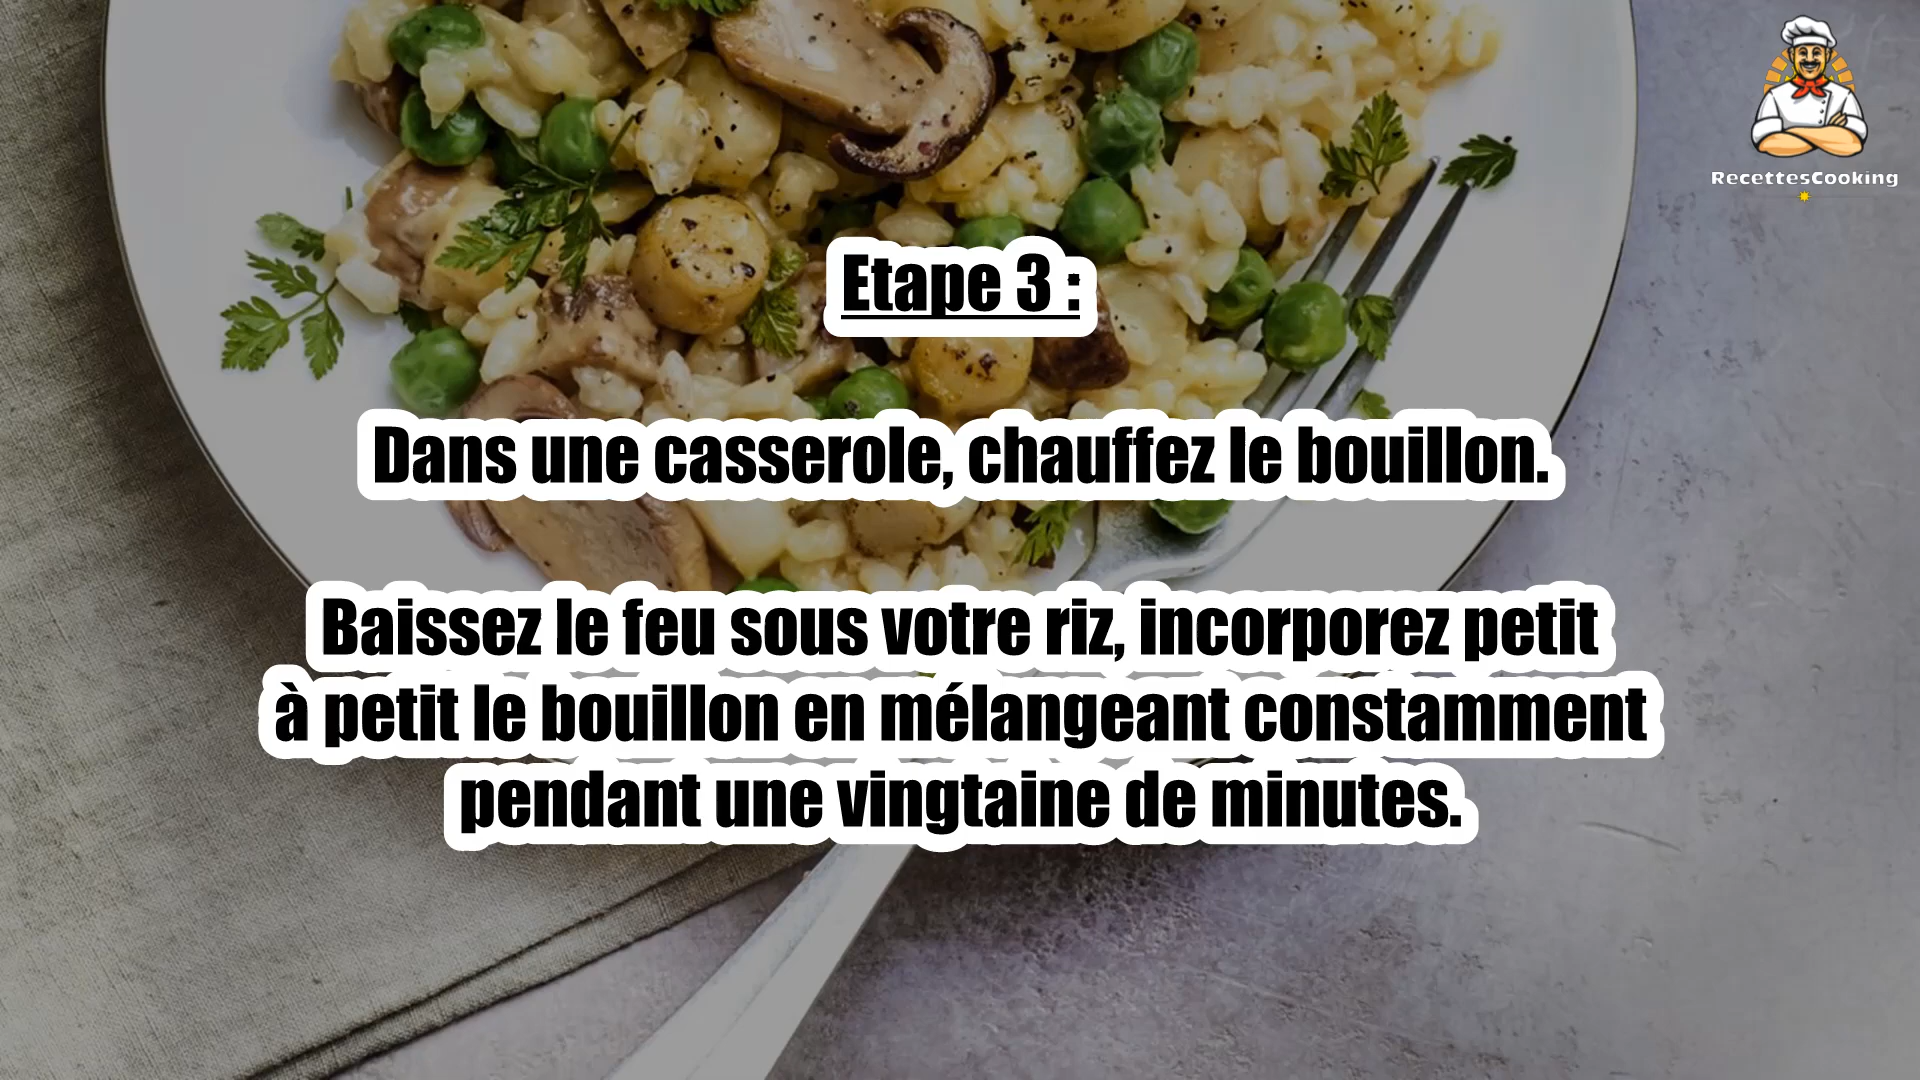 RecettesCooking
Etape 3 :
Dans une casserole, chauffez le bouillon.
Baissez le feu sous votre riz, incorporez petit
à petit le bouillon en mélangeant constamment
pendant une vingtaine de minutes.